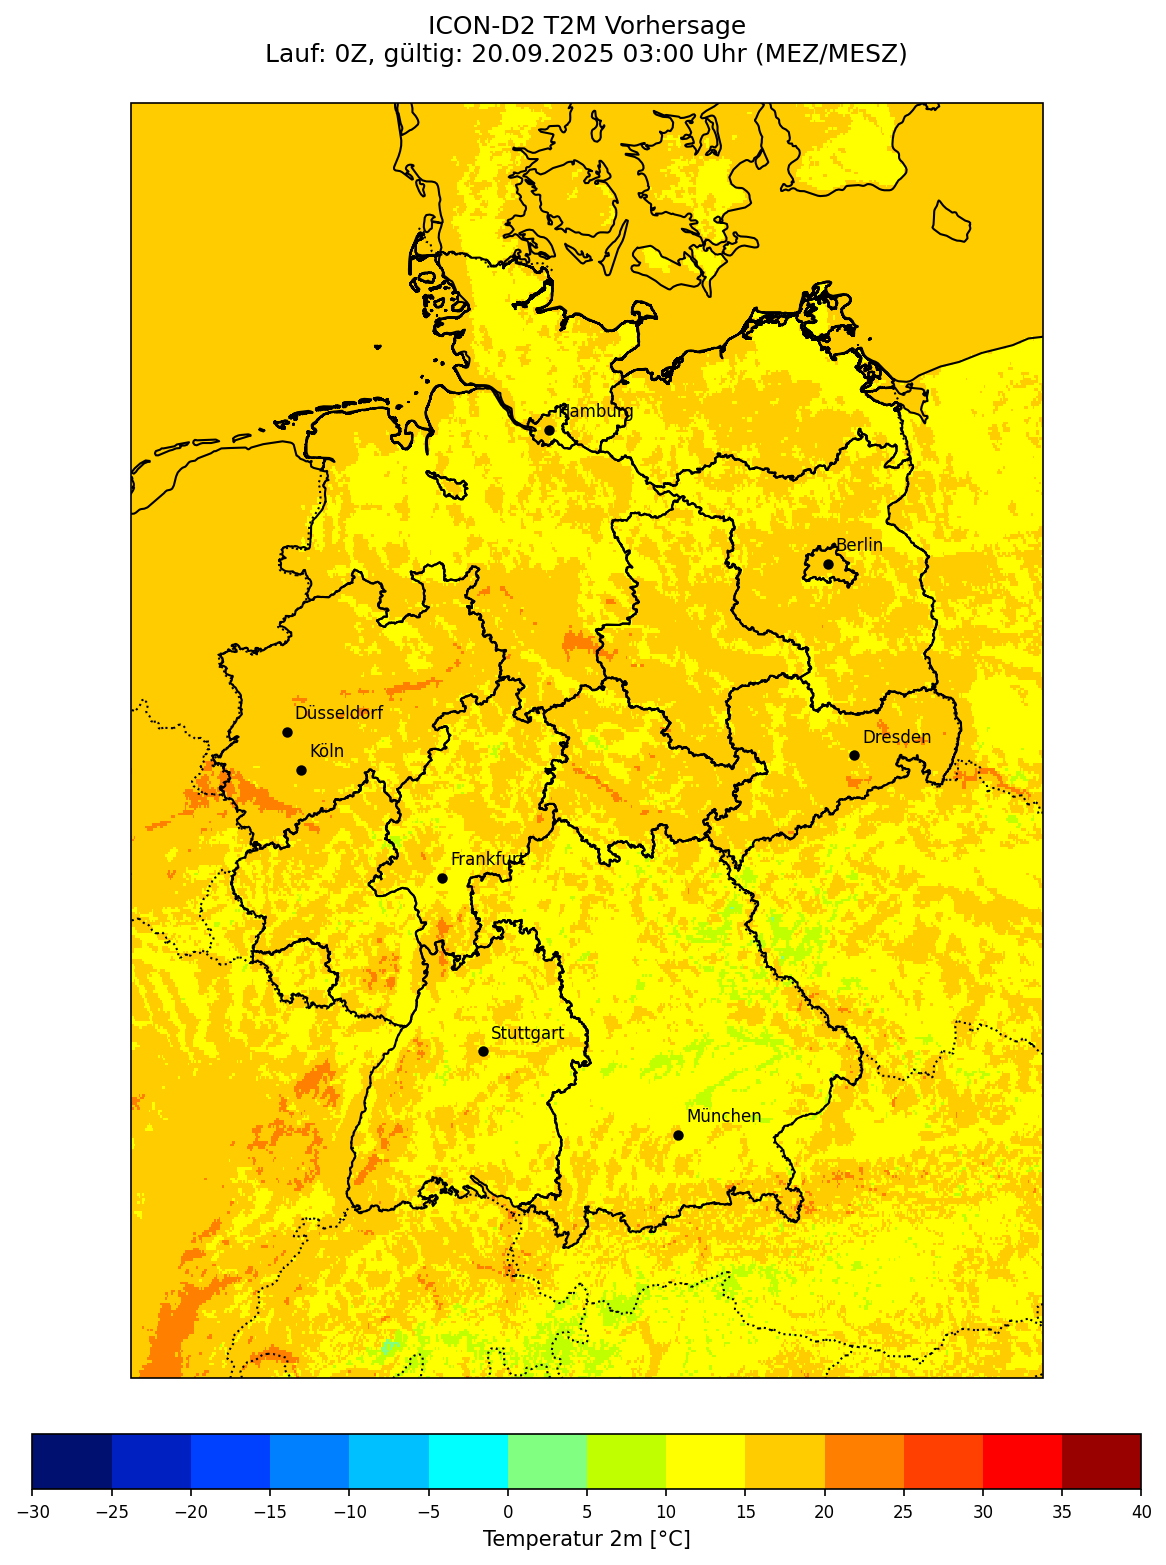 ICON-D2 T2M Vorhersage
Lauf: 0Z, gültig: 20.09.2025 03:00 Uhr (MEZ/MESZ)
Hamburg
Berlin
Düsseldorf
Dresden
Köln
Frankfurt
Stuttgart
München
−30 −25 −20 −15 −10 −5 0 5 10 15 20 25 30 35 40
Temperatur 2m [°C]